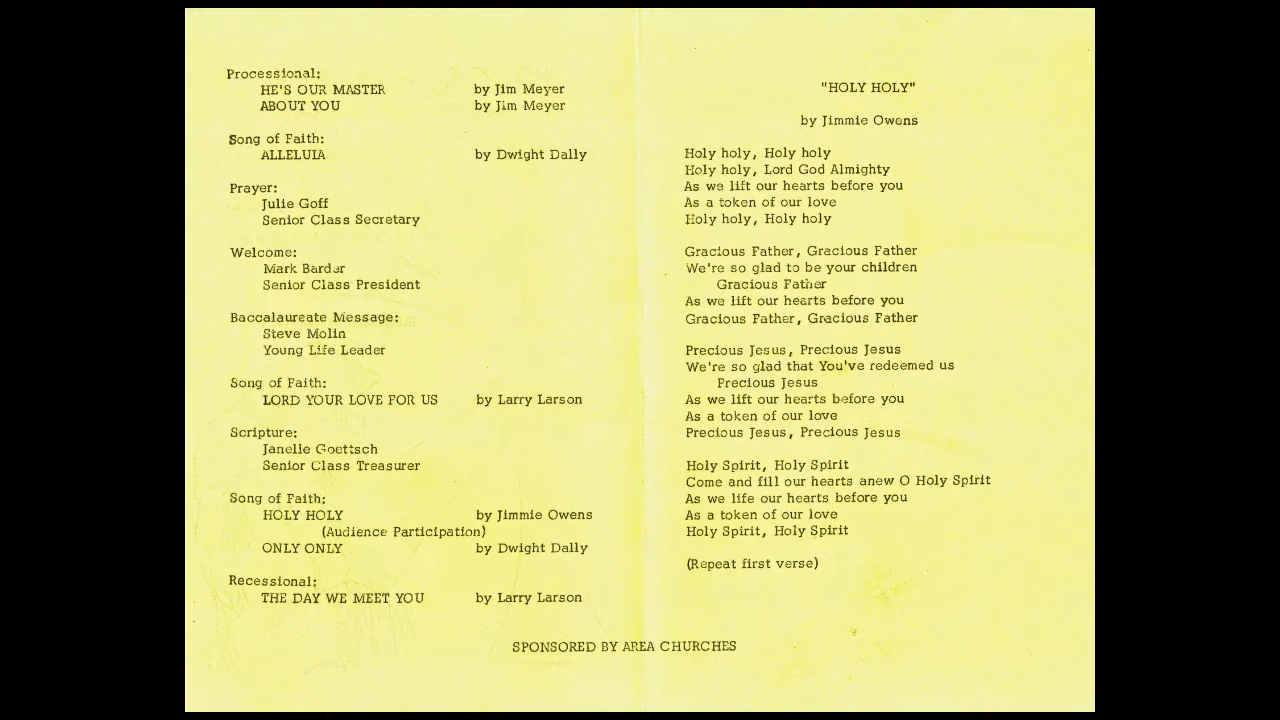 Processional:
HE'S OUR MASTER by Jim Meyer
ABOUT YOU by Jim Meyer
Song of Faith:
ALLELUIA by Dwight Dally
Prayer:
Julie Goff
Senior Class Secretary
Welcome:
Mark Barder
Senior Class President
Baccalaureate Message:
Steve Molin
Young Life Leader
Song of Faith:
LORD YOUR LOVE FOR US by Larry Larson
Scripture:
Janelle Goettsch
Senior Class Treasurer
Song of Faith:
HOLY HOLY by Jimmie Owens
(Audience Participation)
ONLY ONLY by Dwight Dally
Recessional:
THE DAY WE MEET YOU by Larry Larson
"HOLY HOLY"
by Jimmie Owens
Holy holy, Holy holy
Holy holy, Lord God Almighty
As we lift our hearts before you
As a token of our love
Holy holy, Holy holy
Gracious Father, Gracious Father
We're so glad to be your children
Gracious Father
As we lift our hearts before you
Gracious Father, Gracious Father
Precious Jesus, Precious Jesus
We're so glad that You've redeemed us
Precious Jesus
As we lift our hearts before you
As a token of our love
Precious Jesus, Precious Jesus
Holy Spirit, Holy Spirit
Come and fill our hearts anew O Holy Spirit
As we life our hearts before you
As a token of our love
Holy Spirit, Holy Spirit
(Repeat first verse)
SPONSORED BY AREA CHURCHES